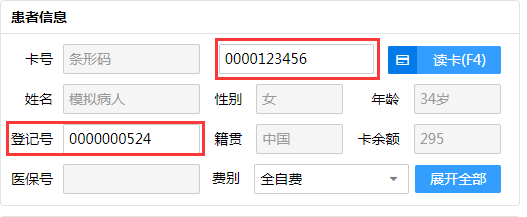 患者信息
卡号 条形码 0000123456 读卡(F4)
姓名 模拟病人 性别 女 年龄 34岁
登记号 0000000524 籍贯 中国 卡余额 295
医保号 费别 全自费 展开全部